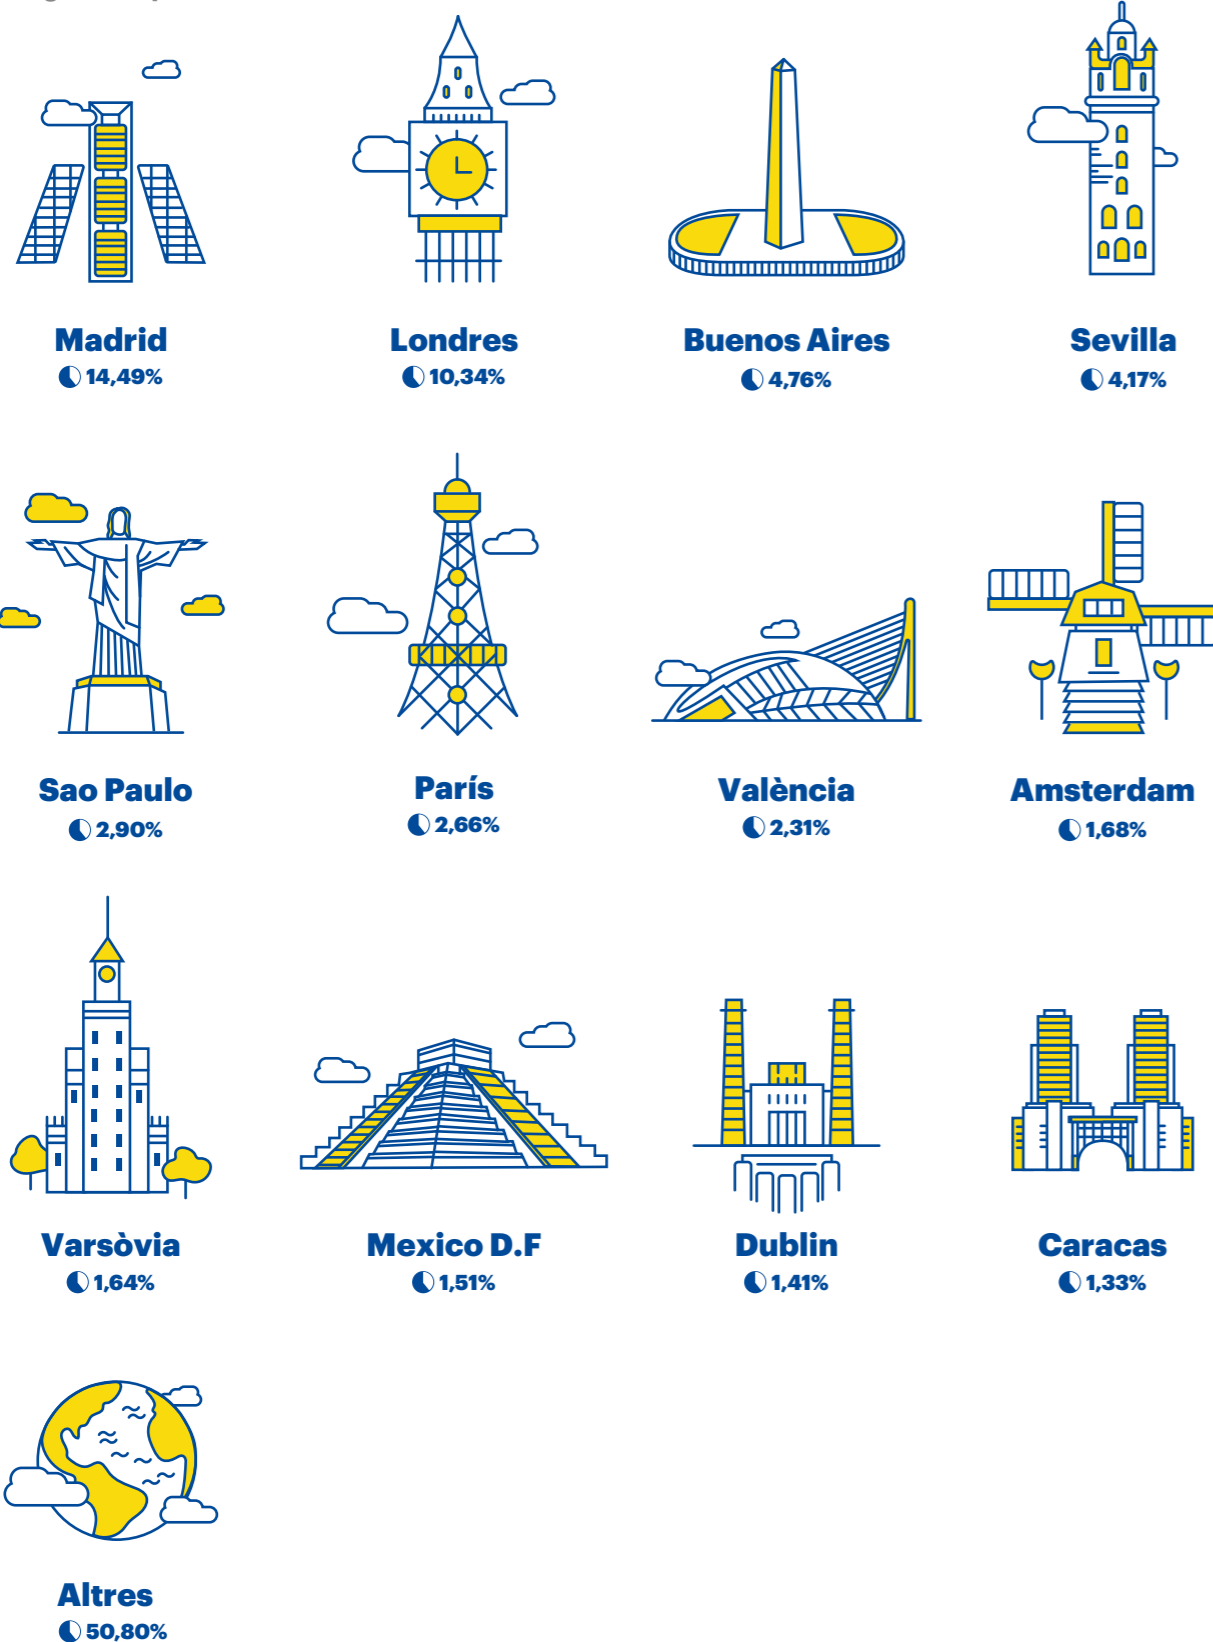 Madrid
14,49%
Londres
10,34%
Buenos Aires
4,76%
Sevilla
4,17%
Sao Paulo
2,90%
París
2,66%
València
2,31%
Amsterdam
1,68%
Varsòvia
1,64%
Mexico D.F
1,51%
Dublin
1,41%
Caracas
1,33%
Altres
50,80%